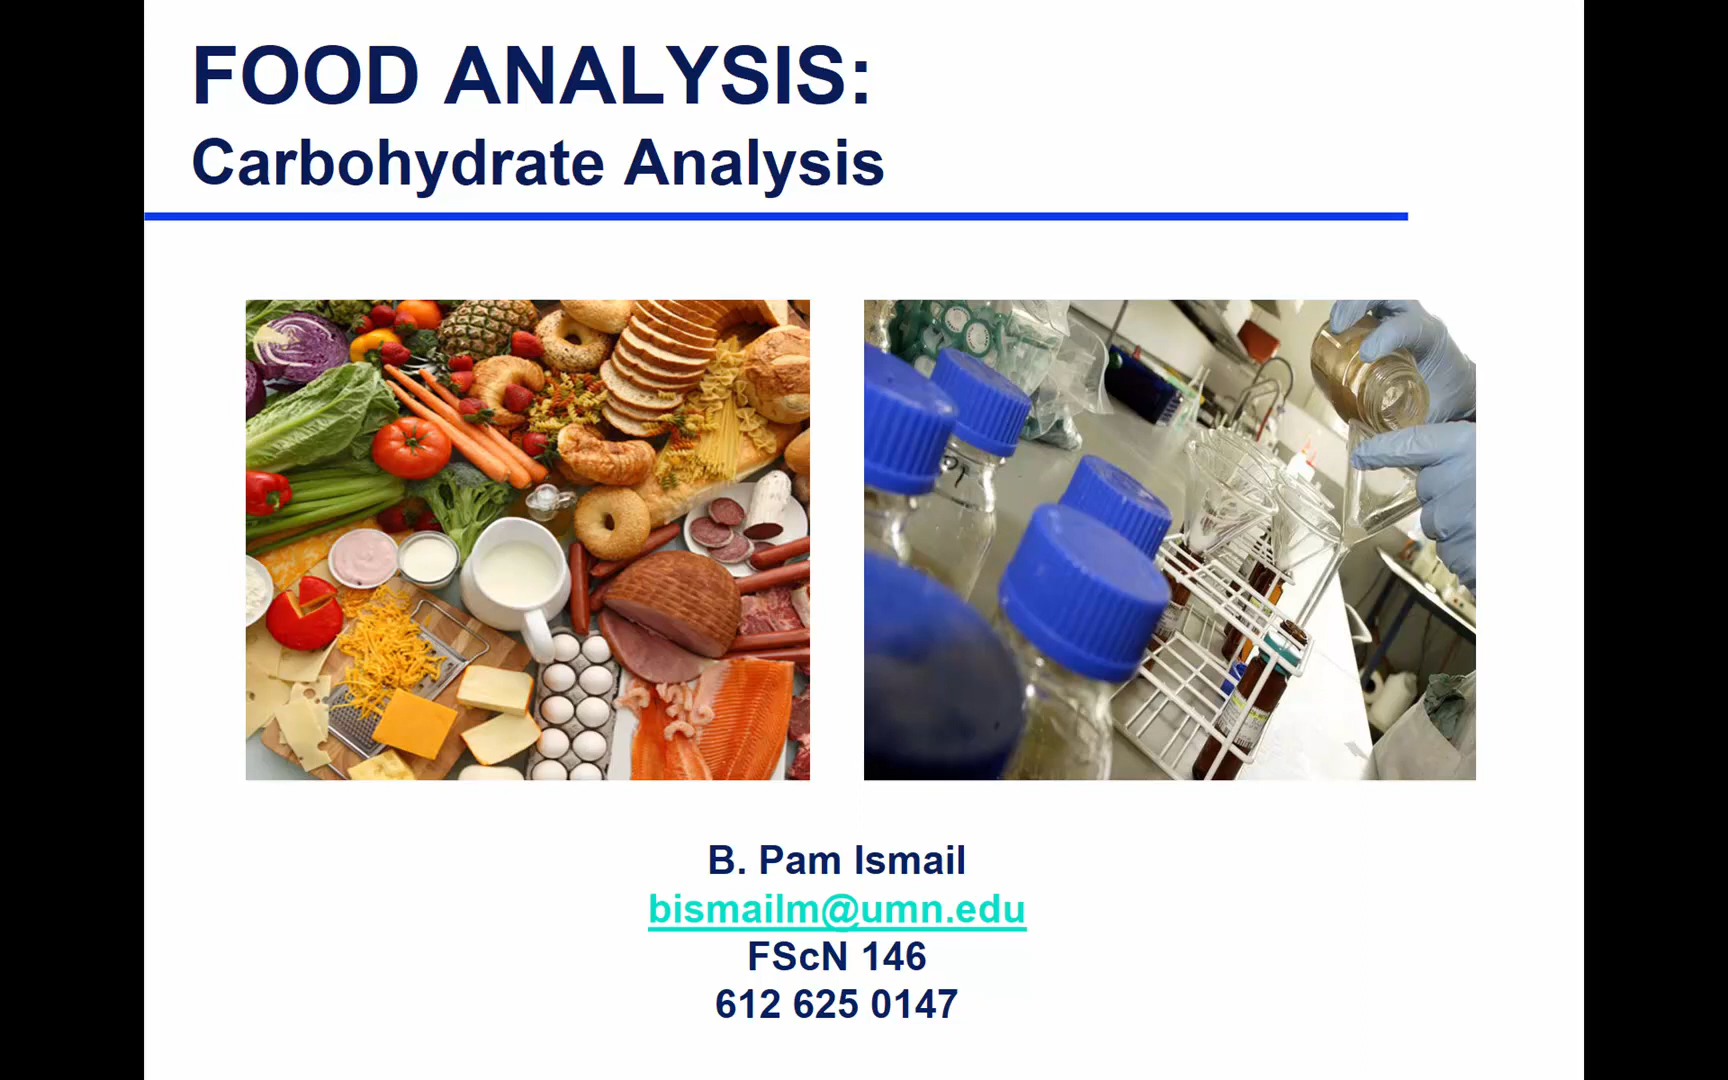 FOOD ANALYSIS:
Carbohydrate Analysis
B. Pam Ismail
bismailm@umn.edu
FScN 146
612 625 0147